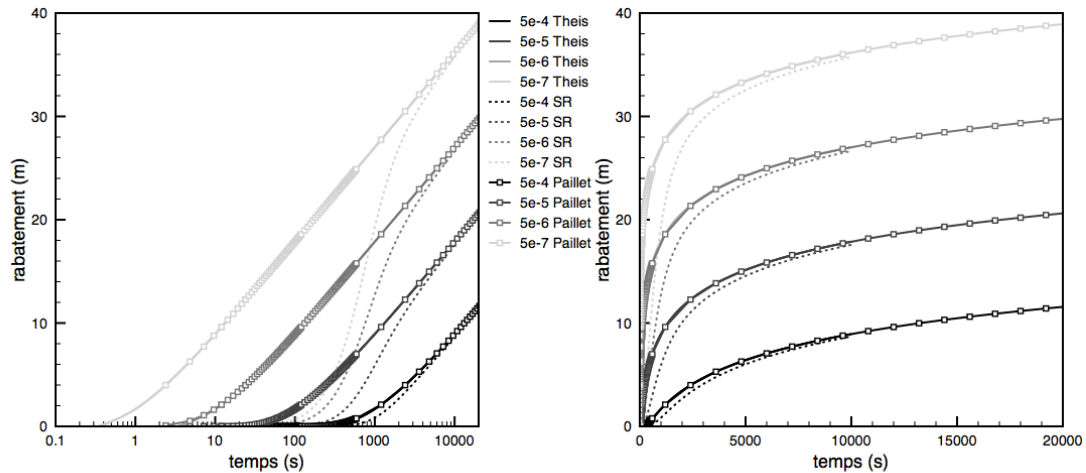 40
30
20
10
0
rabatement (m)
0.1 1 10 100 1000 10000
temps (s)
5e-4 Theis
5e-5 Theis
5e-6 Theis
5e-7 Theis
5e-4 SR
5e-5 SR
5e-6 SR
5e-7 SR
5e-4 Paillet
5e-5 Paillet
5e-6 Paillet
5e-7 Paillet
40
30
20
10
0
rabatement (m)
0 5000 10000 15000 20000
temps (s)